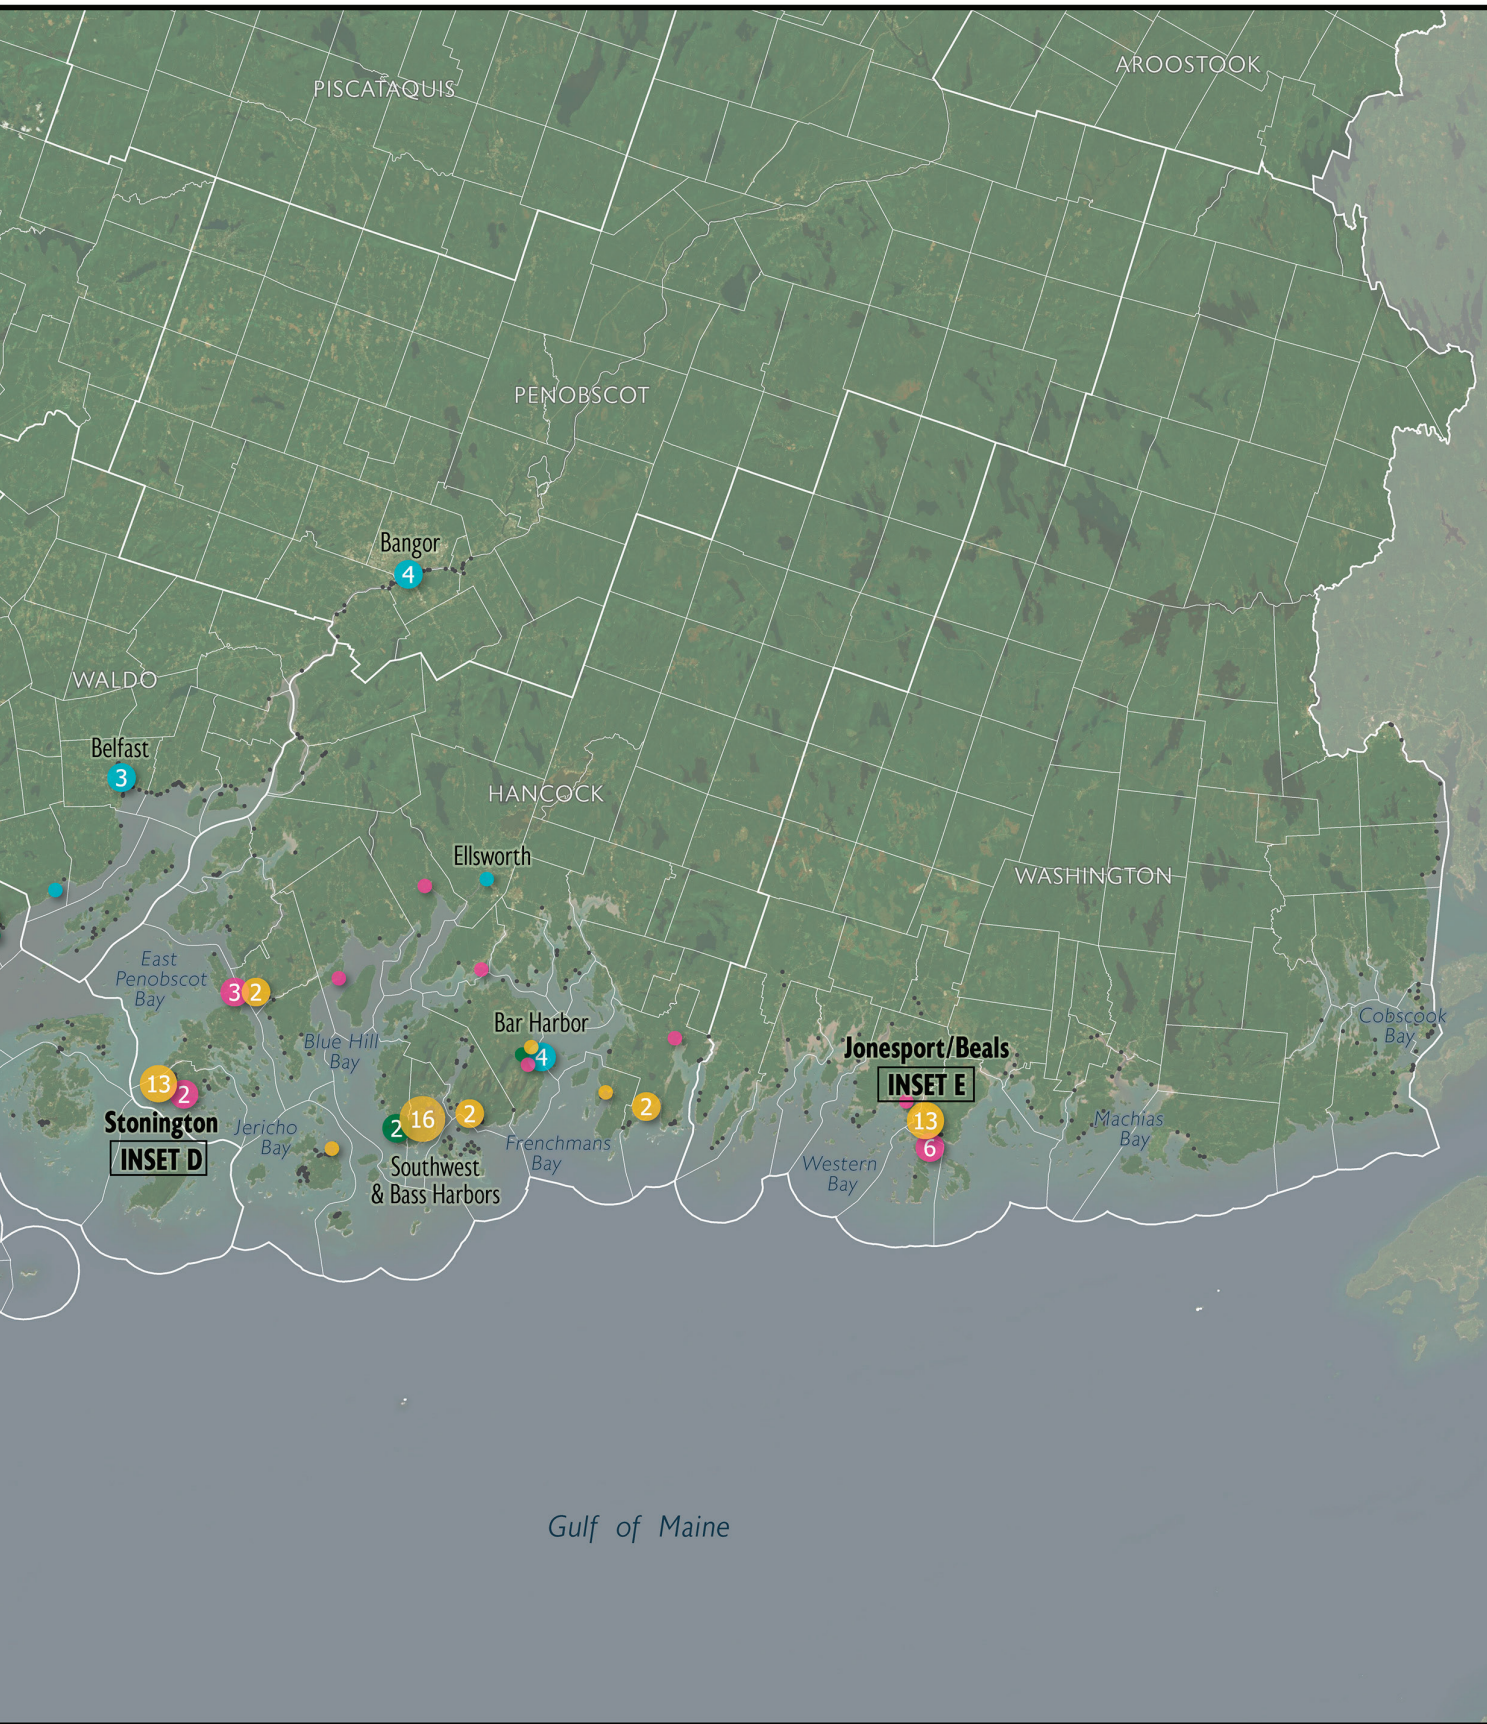 AROOSTOOK
PISCATAQUIS
PENOBSCOT
Bangor
4
WALDO
Belfast
3
HANCOCK
Ellsworth
WASHINGTON
East
Penobscot
Bay
3
2
Bar Harbor
4
Blue Hill
Bay
Cobscook
Bay
Jonesport/Beals
INSET E
13
6
13
2
Stonington
INSET D
Jericho
Bay
2
16
2
2
Southwest
& Bass Harbors
Frenchmans
Bay
Western
Bay
Machias
Bay
Gulf of Maine